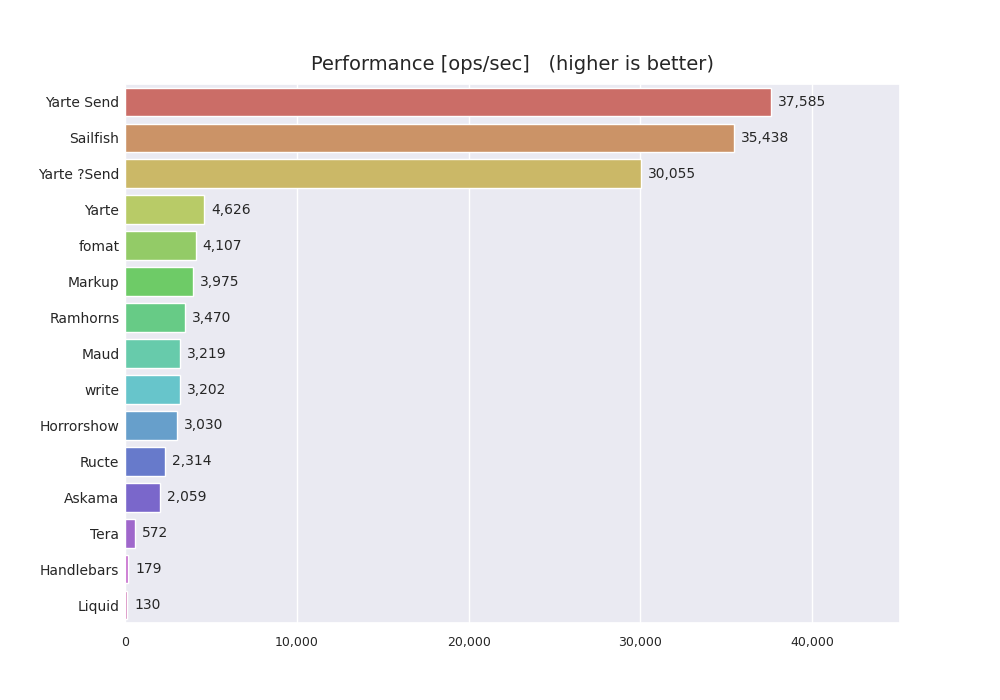 Performance [ops/sec]   (higher is better)
Yarte Send 37,585
Sailfish 35,438
Yarte ?Send 30,055
Yarte 4,626
fomat 4,107
Markup 3,975
Ramhorns 3,470
Maud 3,219
write 3,202
Horrorshow 3,030
Ructe 2,314
Askama 2,059
Tera 572
Handlebars 179
Liquid 130
0 10,000 20,000 30,000 40,000